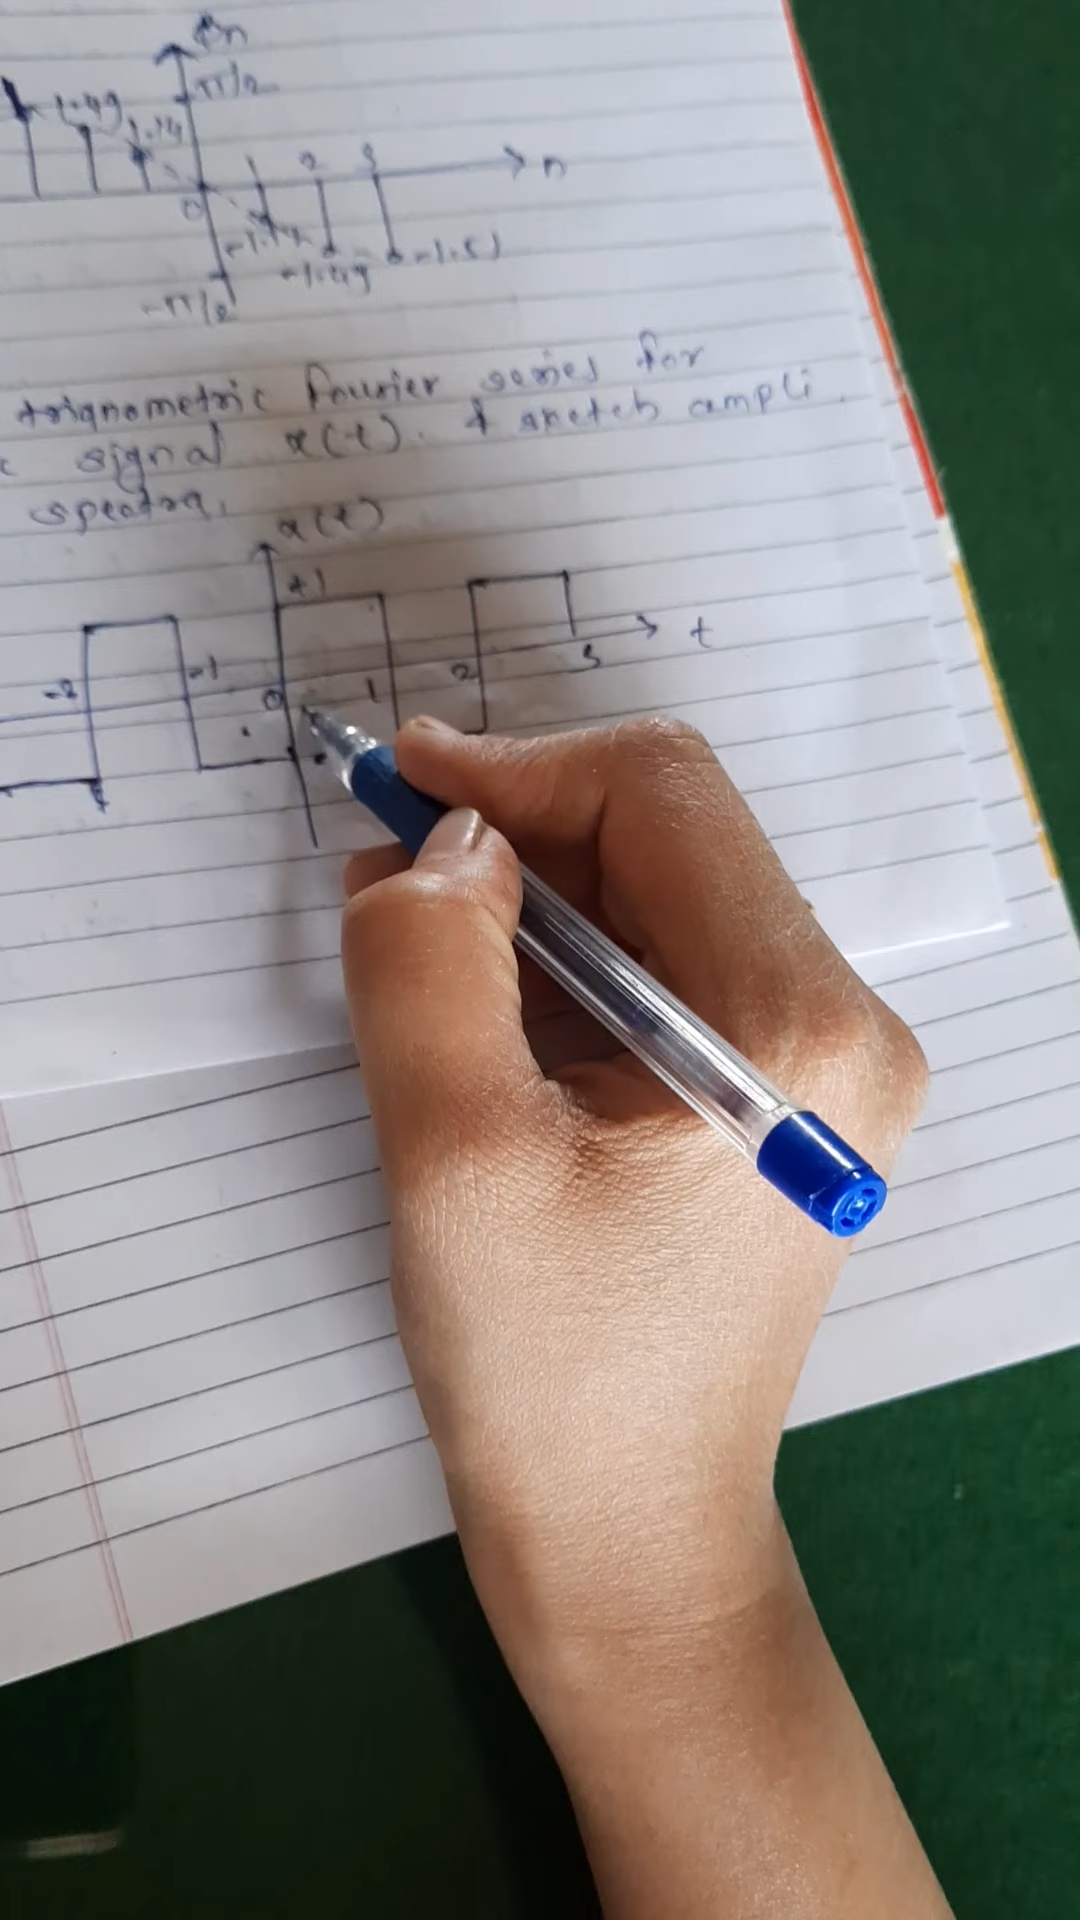 θn
π/2
1.49
1.14
1 2 3
n
0
-1.14
-1.49
-1.51
-π/2
trignometric fourier series for
c signal x(t). & sketch ampli.
spectra,
x(t)
+1
t
-2 -1 0 1 2 3